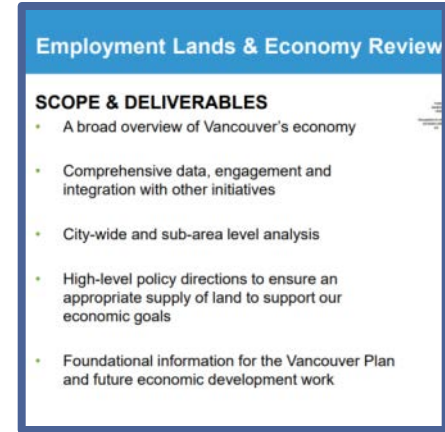 Employment Lands & Economy Review
SCOPE & DELIVERABLES
• A broad overview of Vancouver's economy
• Comprehensive data, engagement and
integration with other initiatives
• City-wide and sub-area level analysis
• High-level policy directions to ensure an
appropriate supply of land to support our
economic goals
• Foundational information for the Vancouver Plan
and future economic development work